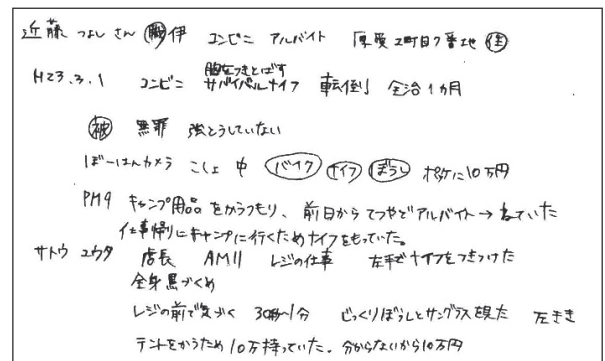 近藤 つよし さん 職 伊 コンビニ アルバイト 厚愛2町目7番地 住
H23.3.1 コンビニ 胸をつきとばす サバイバルナイフ 転倒 全治1カ月
被 無罪 強とうしていない
ぼーはんカメラ こしょ 中 バイク ナイフ ぼうし ポケに10万円
PM9 キャンプ用品をかうつもり、前日からてつやでアルバイト→ねていた
仕事帰りにキャンプに行くためナイフをもっていた。
サトウ ユウタ 店長 AM11 レジの仕事 左手でナイフをつきつけた
全身黒づくめ
レジの前で気づく 30秒~1分 じっくりぼうしとサングラスを見た 左きき
テントをかうため10万持っていた。分からないから10万円